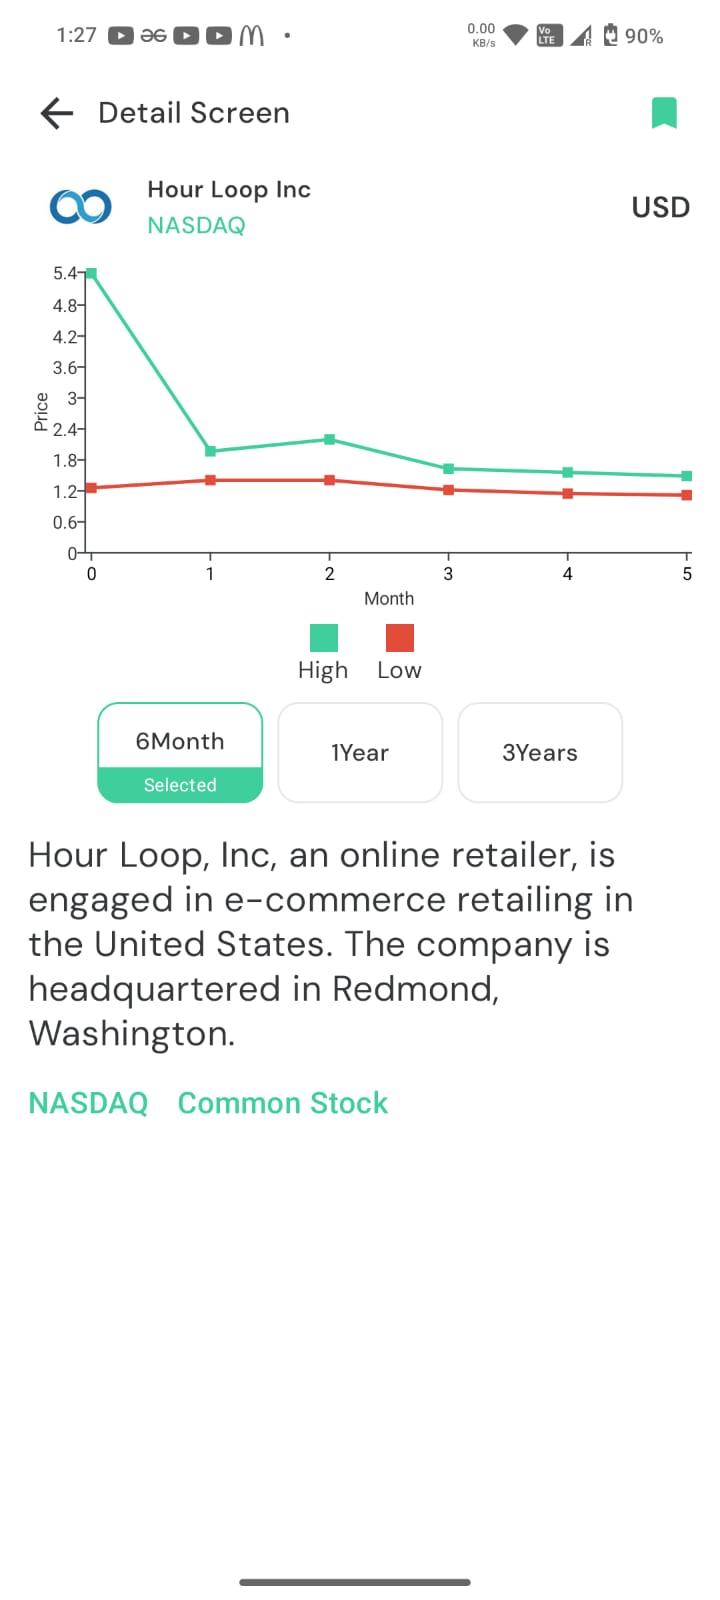 1:27
0.00
KB/s
Vo
LTE
R
90%
Detail Screen
Hour Loop Inc
NASDAQ
USD
5.4
4.8
4.2
3.6
3
2.4
1.8
1.2
0.6
0
Price
0 1 2 3 4 5
Month
High Low
6Month
Selected
1Year
3Years
Hour Loop, Inc, an online retailer, is
engaged in e-commerce retailing in
the United States. The company is
headquartered in Redmond,
Washington.
NASDAQ Common Stock